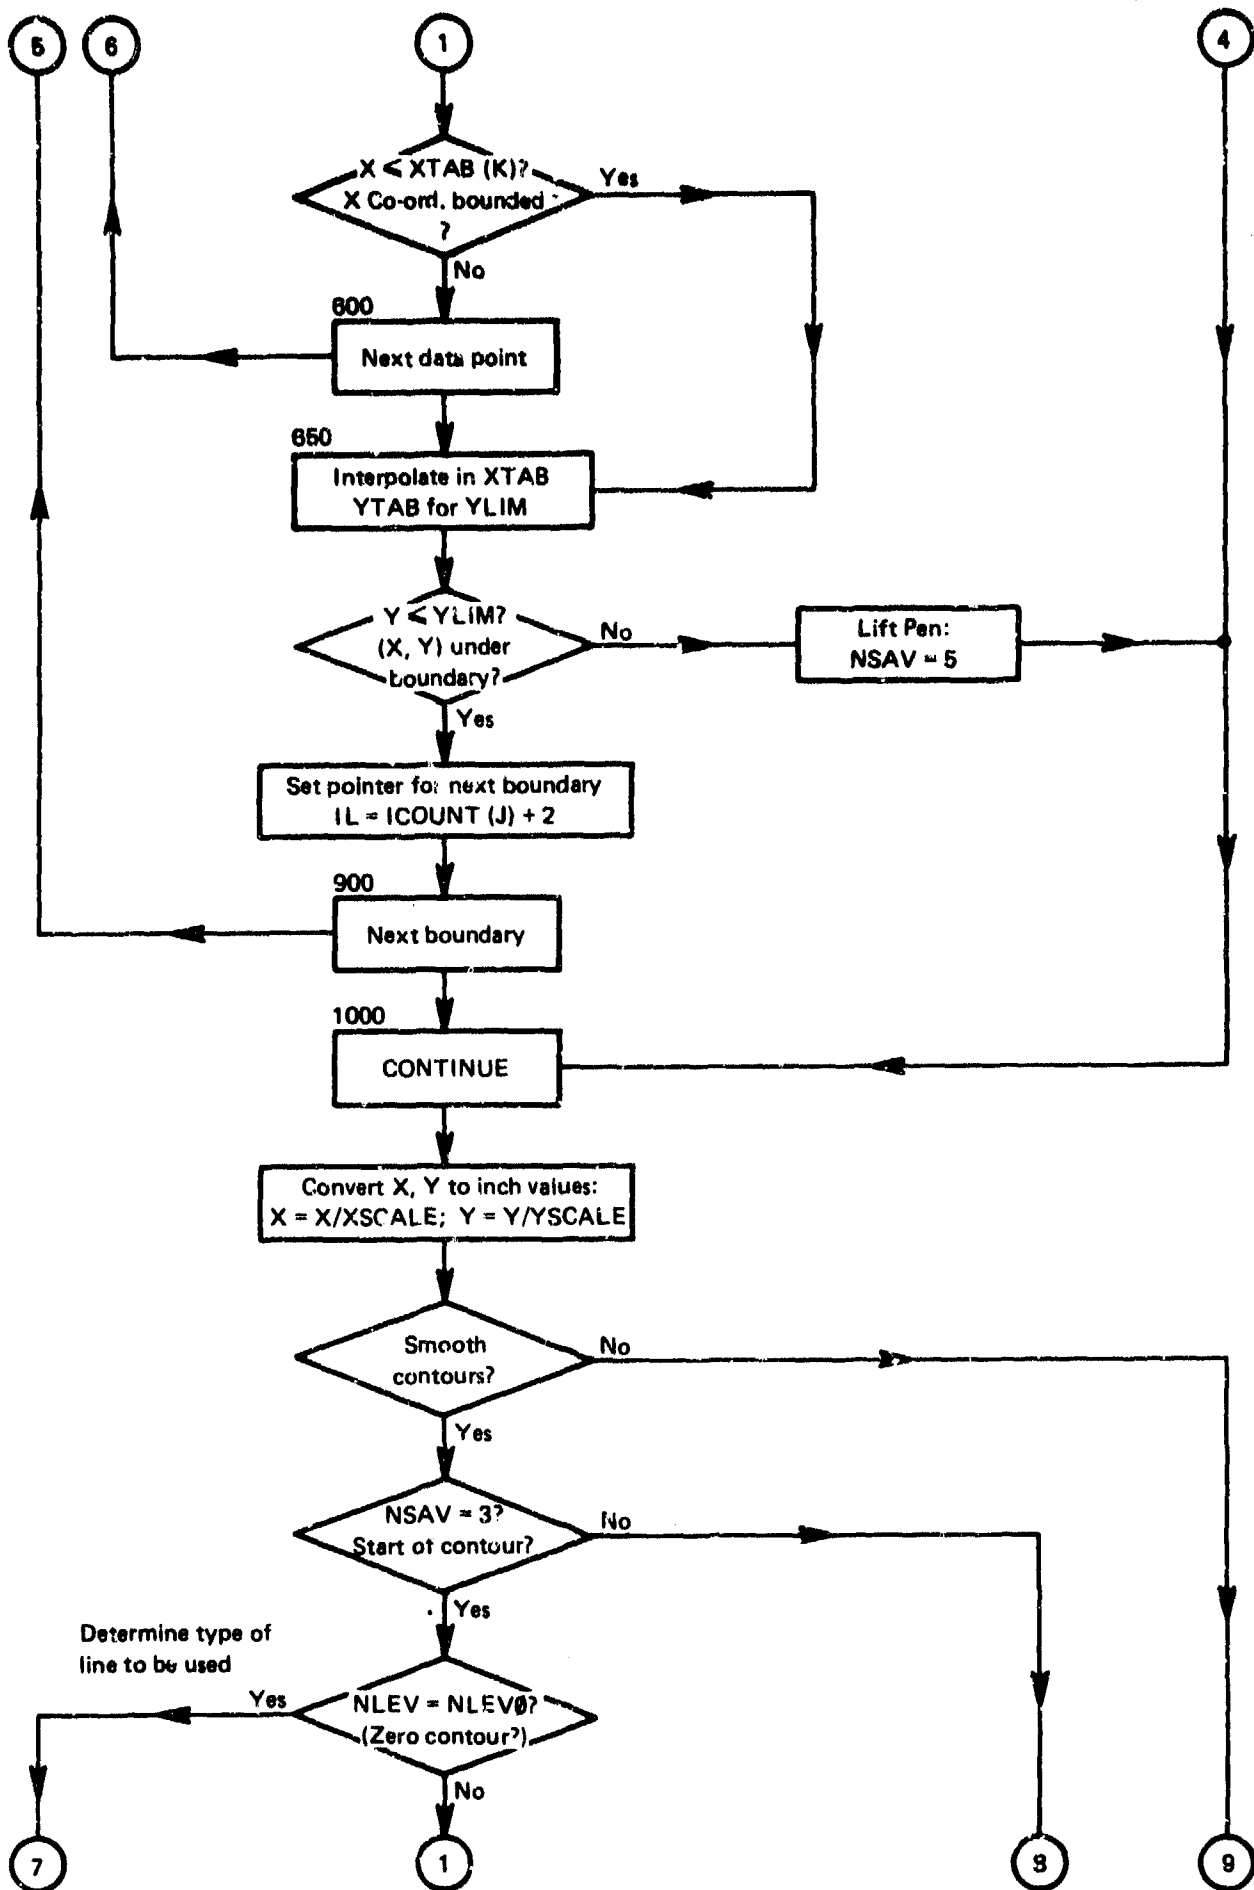 5
6
1
4
X ⩽ XTAB (K)?
X Co-ord. bounded
?
Yes
No
600
Next data point
650
Interpolate in XTAB
YTAB for YLIM
Y ⩽ YLIM?
(X, Y) under
boundary?
No
Lift Pen:
NSAV = 5
Yes
Set pointer for next boundary
IL = ICOUNT (J) + 2
900
Next boundary
1000
CONTINUE
Convert X, Y to inch values:
X = X/XSCALE; Y = Y/YSCALE
Smooth
contours?
No
Yes
NSAV = 3?
Start of contour?
No
Yes
Determine type of
line to be used
Yes
NLEV = NLEVØ?
(Zero contour?)
No
7
1
8
9